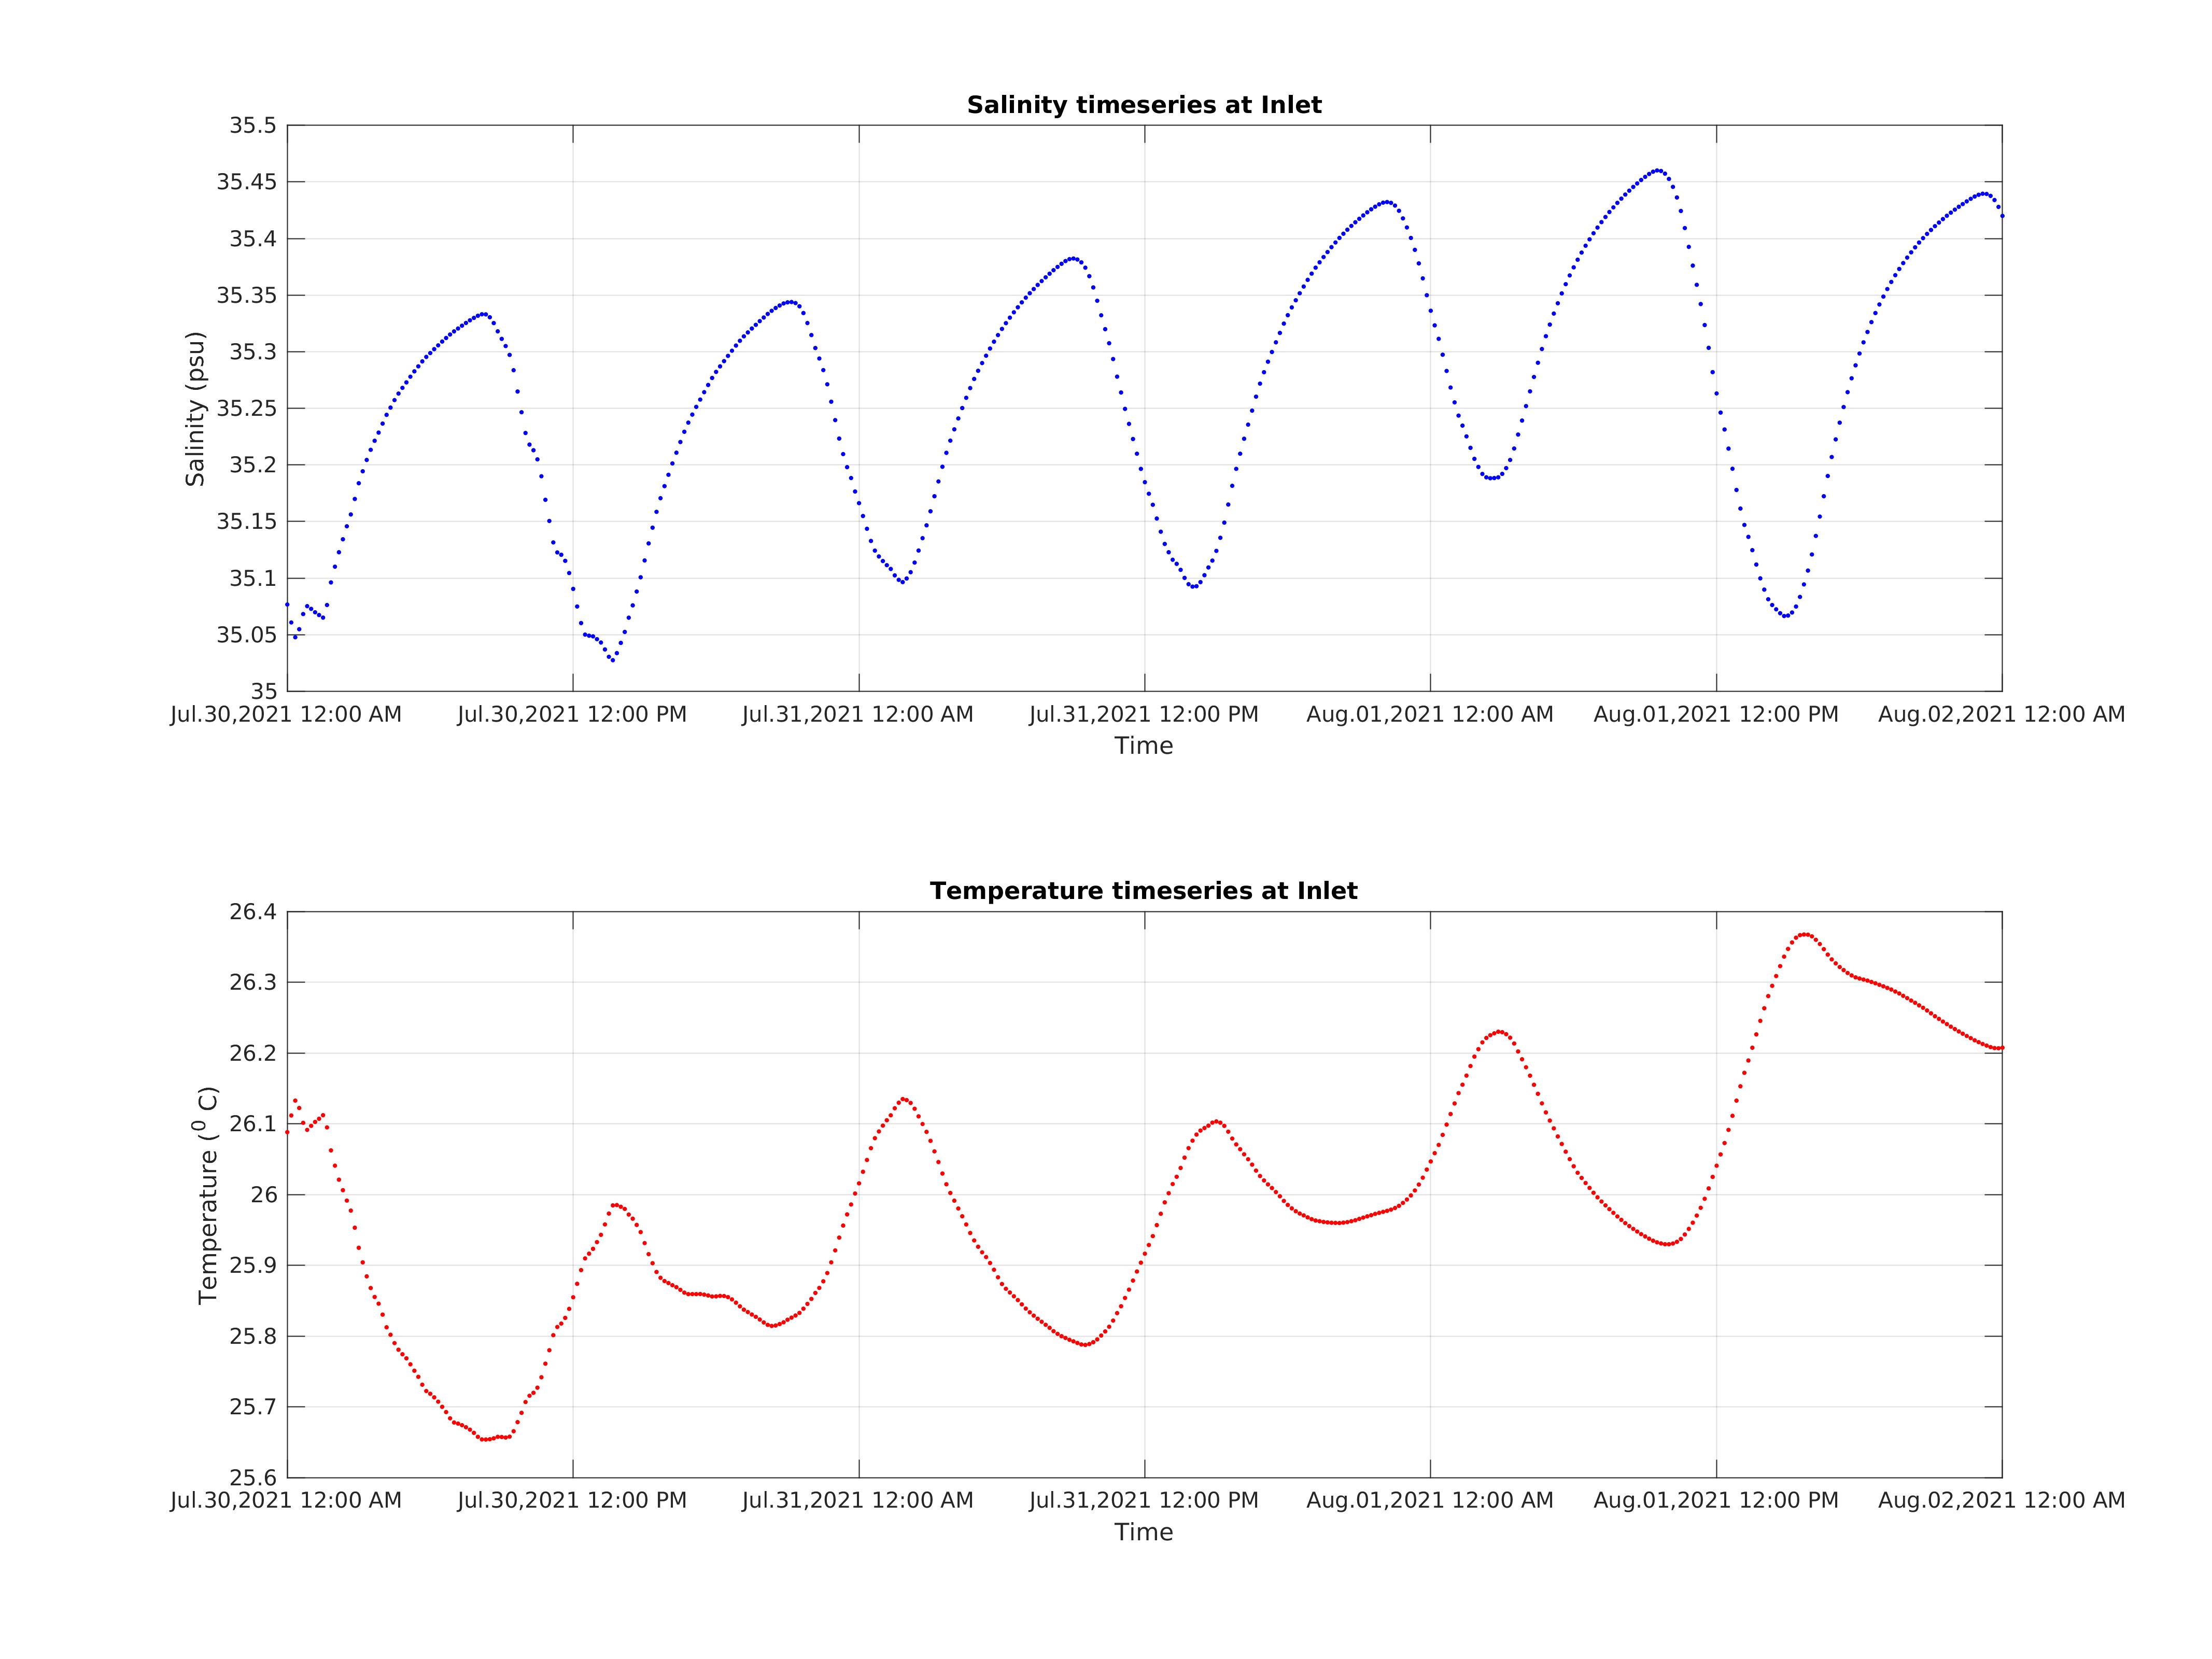 Salinity timeseries at Inlet
35.5
35.45
35.4
35.35
35.3
35.25
35.2
35.15
35.1
35.05
35
Salinity (psu)
Jul.30,2021 12:00 AM Jul.30,2021 12:00 PM Jul.31,2021 12:00 AM Jul.31,2021 12:00 PM Aug.01,2021 12:00 AM Aug.01,2021 12:00 PM Aug.02,2021 12:00 AM
Time
Temperature timeseries at Inlet
26.4
26.3
26.2
26.1
26
25.9
25.8
25.7
25.6
Temperature (⁰ C)
Jul.30,2021 12:00 AM Jul.30,2021 12:00 PM Jul.31,2021 12:00 AM Jul.31,2021 12:00 PM Aug.01,2021 12:00 AM Aug.01,2021 12:00 PM Aug.02,2021 12:00 AM
Time